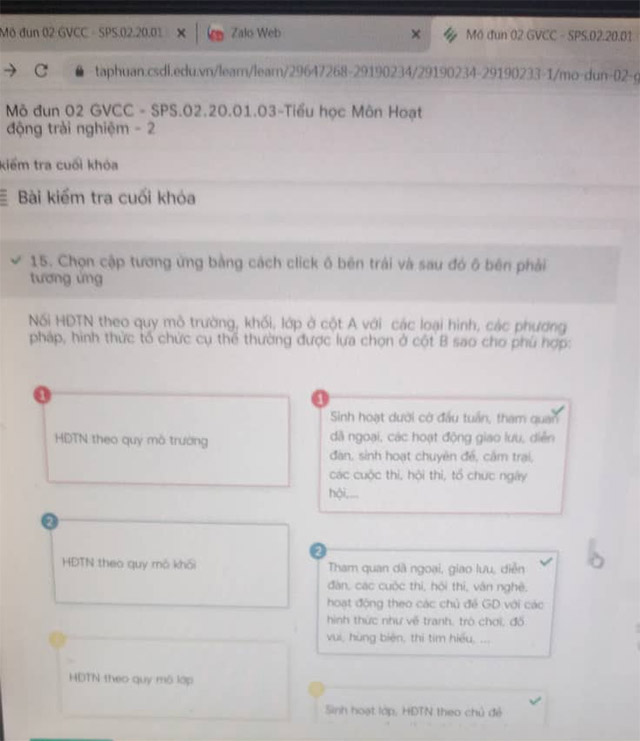 Mô đun 02 GVCC - SPS.02.20.01
Zalo Web
Mô đun 02 GVCC - SPS.02.20.01
taphuan.csdl.edu.vn/learn/learn/29647268-29190234/29190234-29190233-1/mo-dun-02-g
Mô đun 02 GVCC - SPS.02.20.01.03-Tiểu học Môn Hoạt
động trải nghiệm - 2
kiểm tra cuối khóa
Bài kiểm tra cuối khóa
15. Chọn cặp tương ứng bằng cách click ô bên trái và sau đó ô bên phải
tương ứng
Nối HDTN theo quy mô trường, khối, lớp ở cột A với các loại hình, các phương
pháp, hình thức tổ chức cụ thể thường được lựa chọn ở cột B sao cho phù hợp:
1
HDTN theo quy mô trường
1
Sinh hoạt dưới cờ đầu tuần, tham quan
dã ngoại, các hoạt động giao lưu, diễn
đàn, sinh hoạt chuyên đề, cắm trại,
các cuộc thi, hội thi, tổ chức ngày
hội,...
2
HDTN theo quy mô khối
2
Tham quan dã ngoại, giao lưu, diễn
đàn, các cuộc thi, hội thi, văn nghệ,
hoạt động theo các chủ đề GD với các
hình thức như vẽ tranh, trò chơi, đố
vui, hùng biện, thi tìm hiểu, ...
HDTN theo quy mô lớp
Sinh hoạt lớp, HDTN theo chủ đề